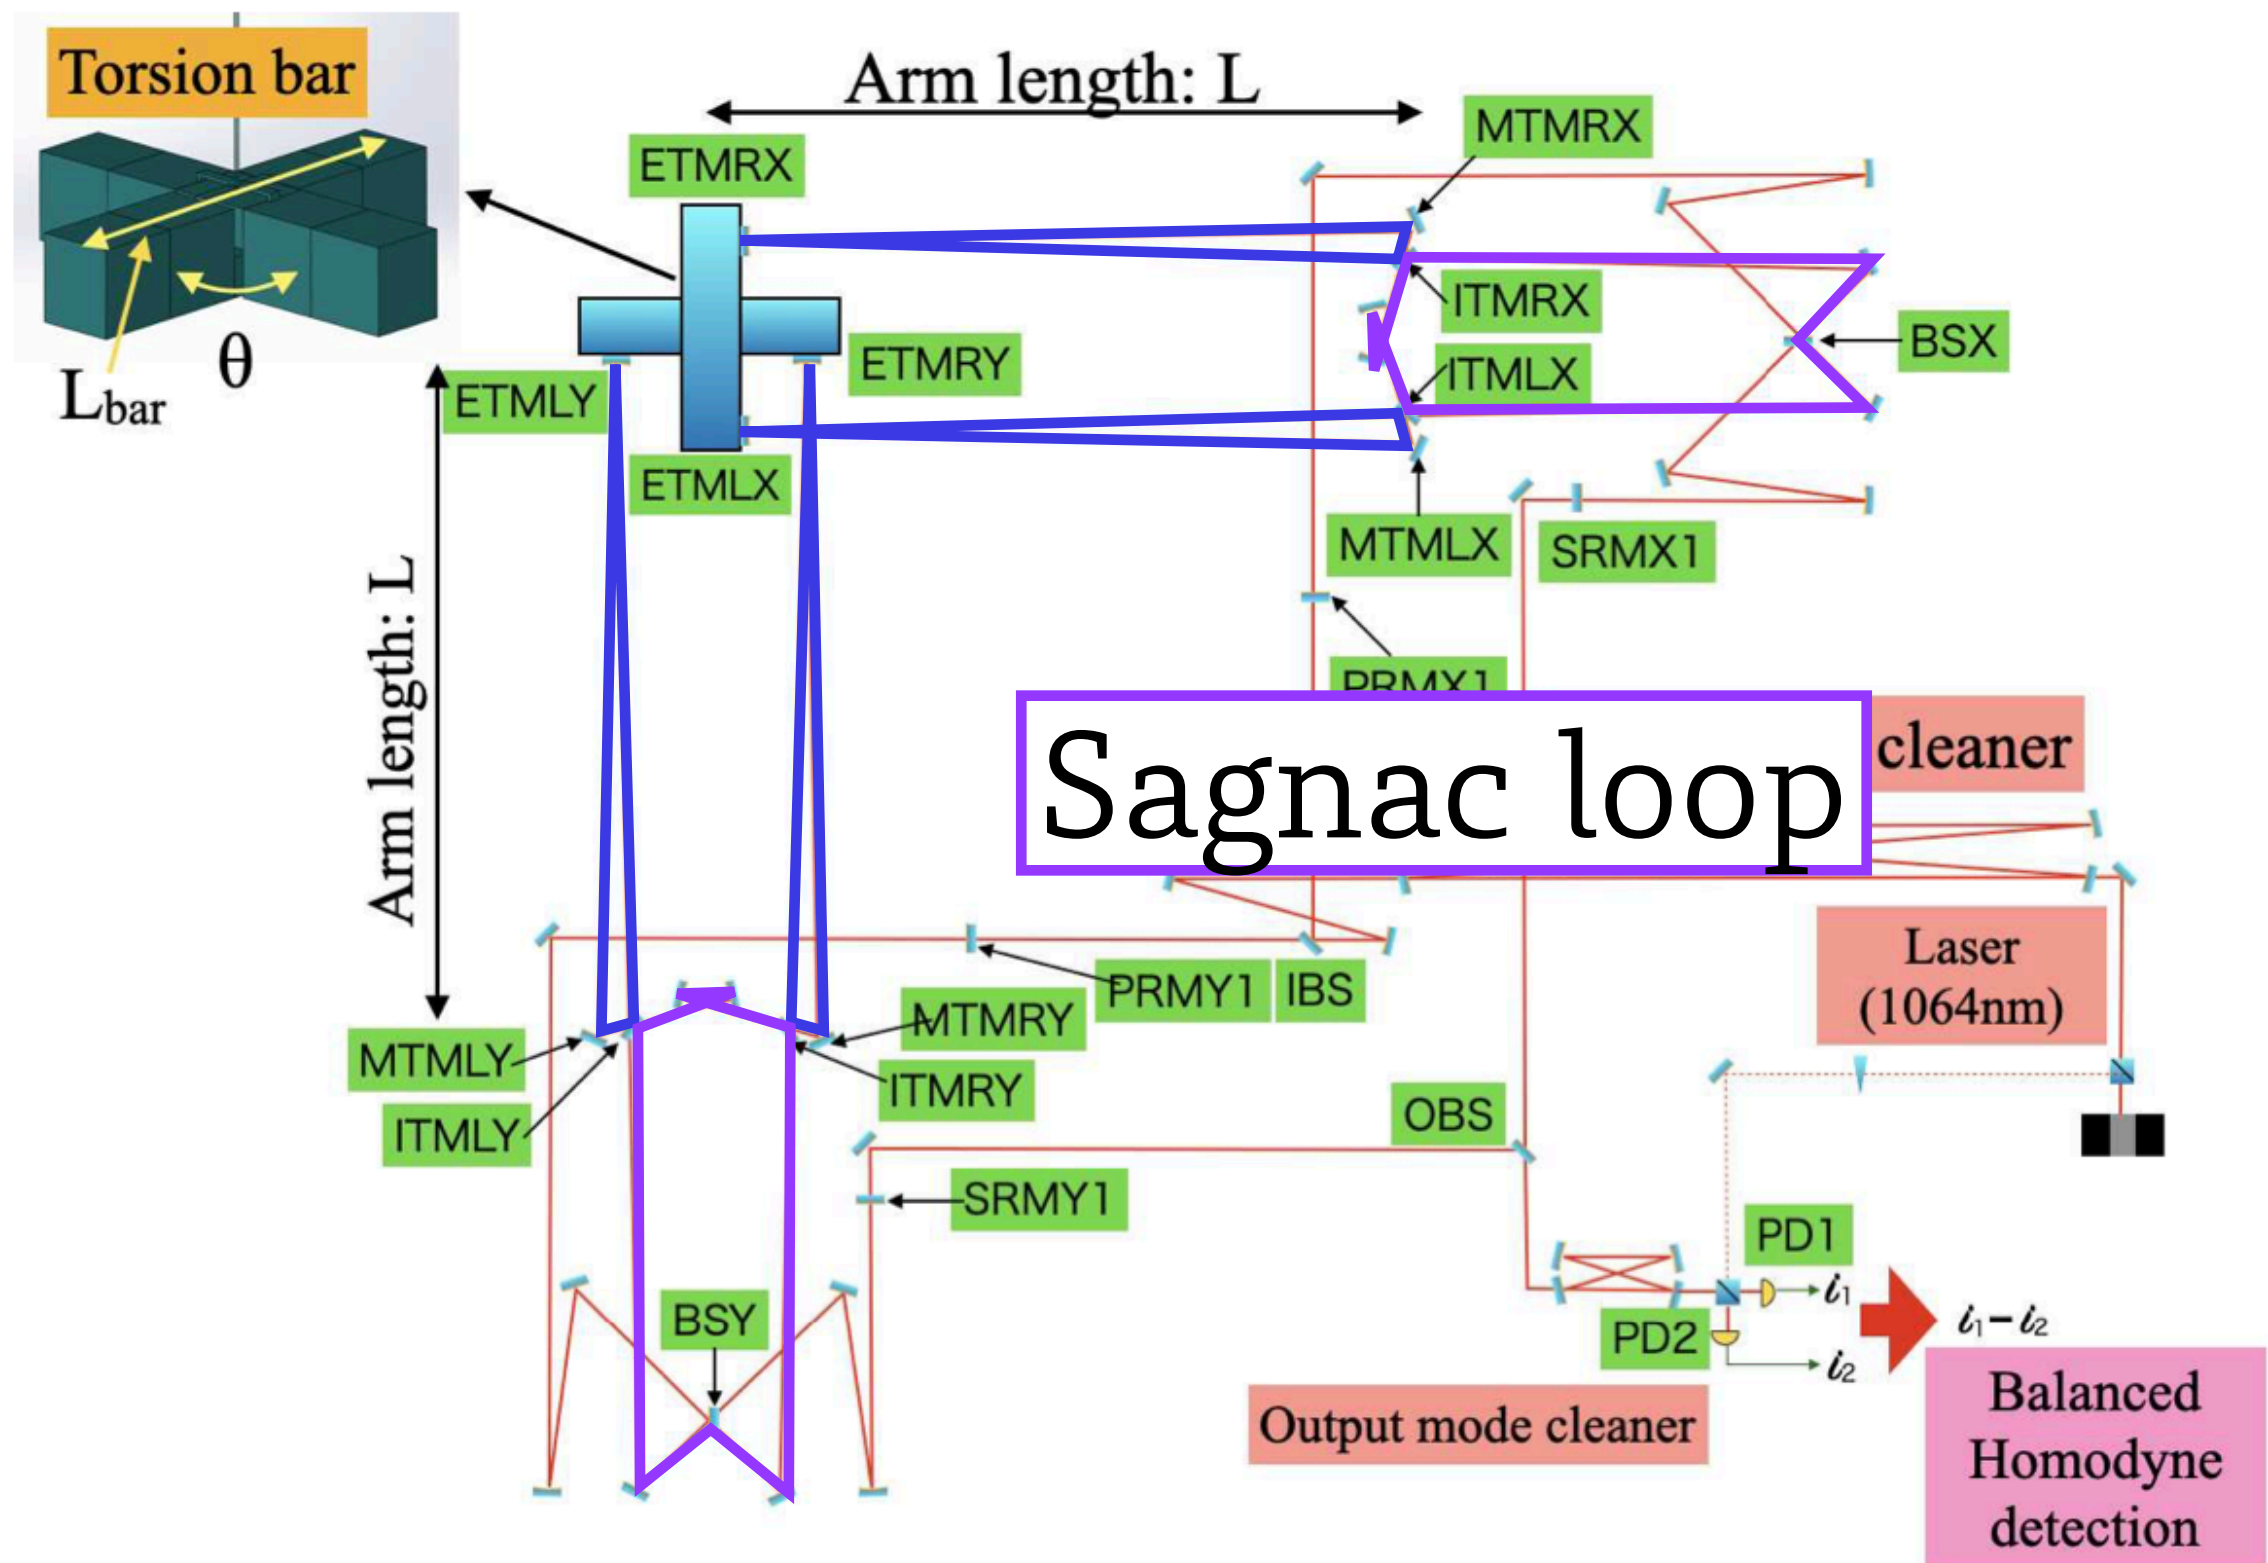 Torsion bar
Lbar
θ
Arm length: L
ETMRX
MTMRX
ITMRX
ITMLX
BSX
ETMRY
ETMLY
ETMLX
MTMLX
SRMX1
Arm length: L
PRMX1
Sagnac loop
cleaner
Laser
(1064nm)
PRMY1
IBS
MTMRY
MTMLY
ITMRY
ITMLY
OBS
SRMY1
BSY
PD1
i1
i1-i2
PD2
i2
Output mode cleaner
Balanced
Homodyne
detection